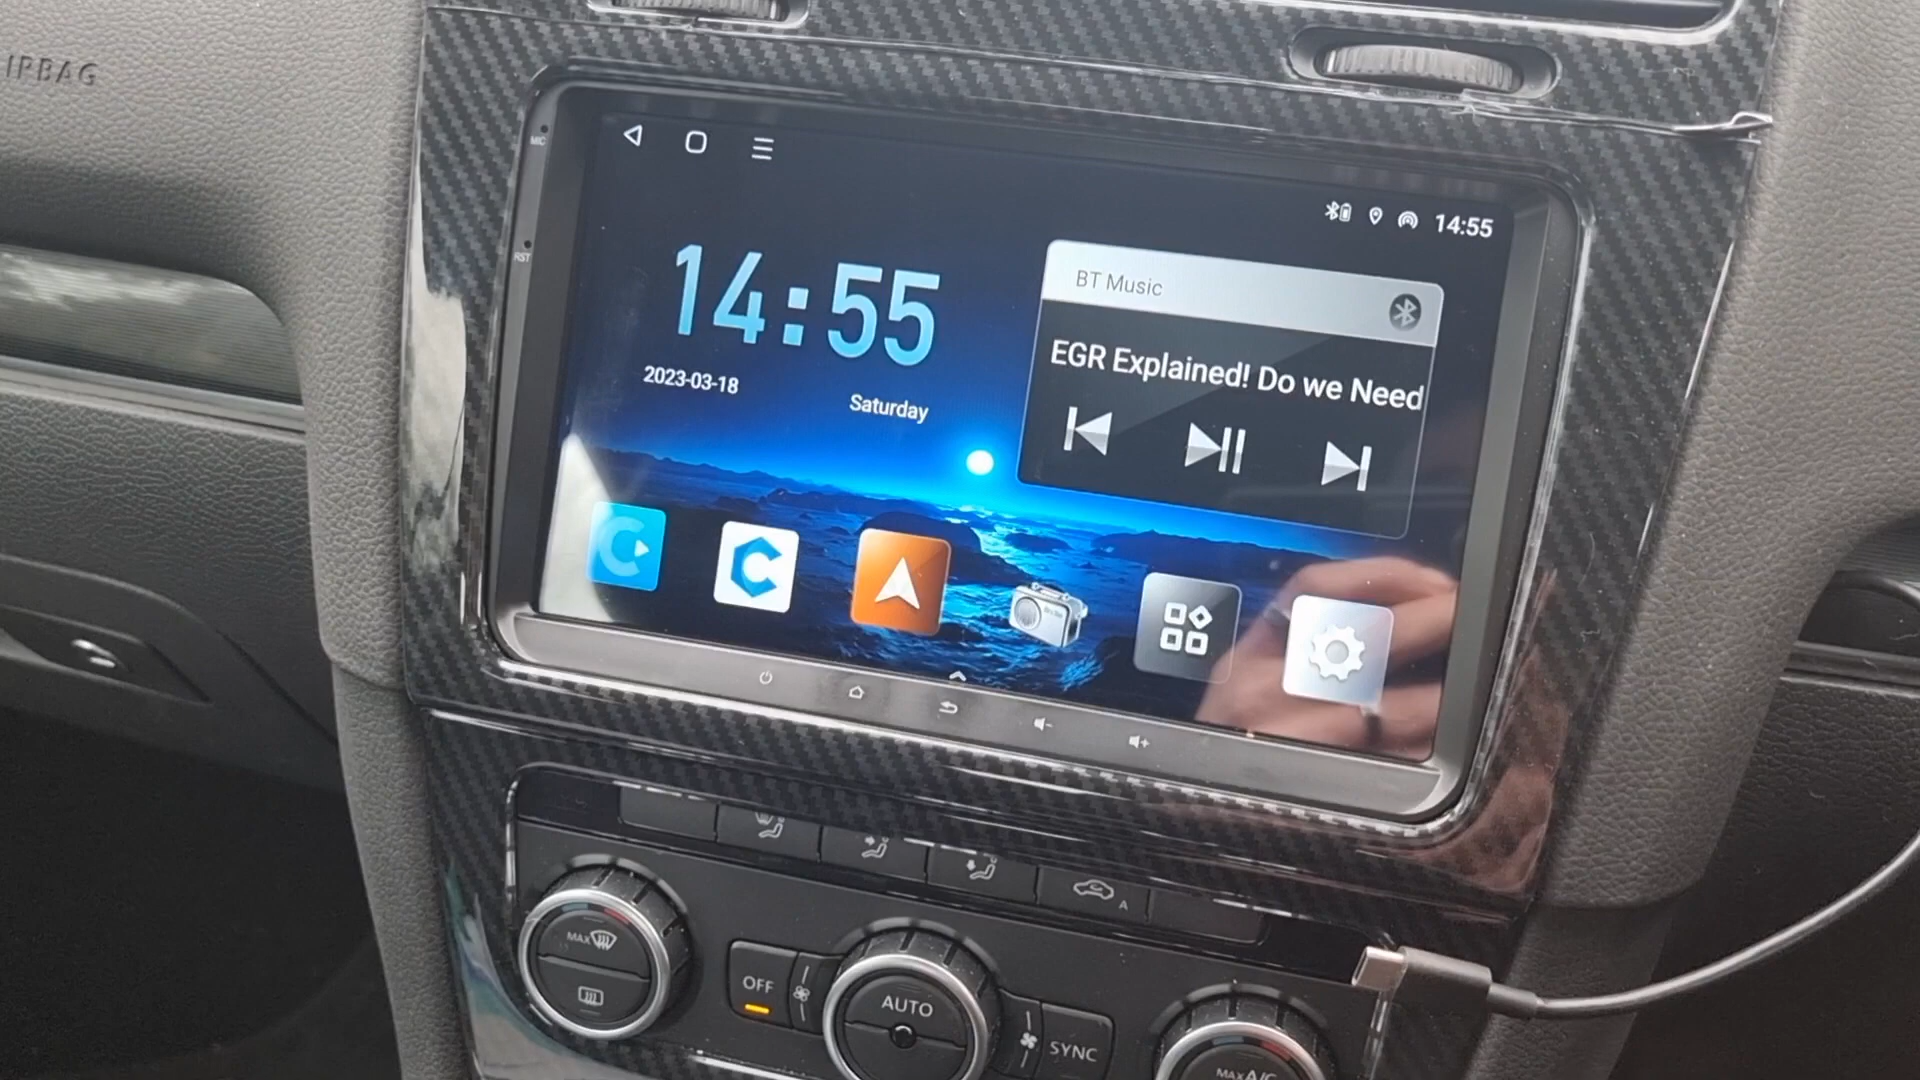 IRBAG
MIC
RST
14:55
14:55
2023-03-18
Saturday
BT Music
EGR Explained! Do we Need
MAX
OFF
AUTO
SYNC
A
MAX A/C